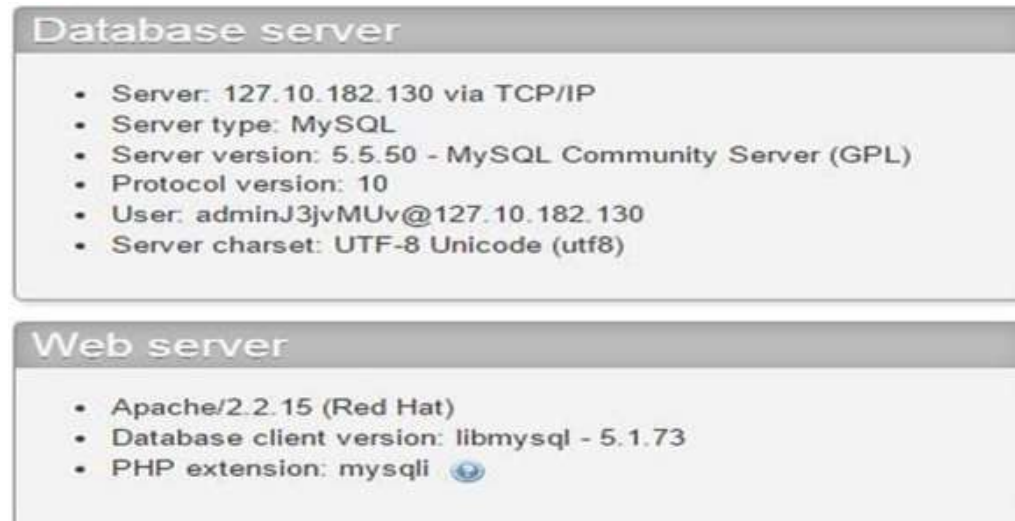 Database server
• Server: 127.10.182.130 via TCP/IP
• Server type: MySQL
• Server version: 5.5.50 - MySQL Community Server (GPL)
• Protocol version: 10
• User: adminJ3jvMUv@127.10.182.130
• Server charset: UTF-8 Unicode (utf8)
Web server
• Apache/2.2.15 (Red Hat)
• Database client version: libmysql - 5.1.73
• PHP extension: mysqli